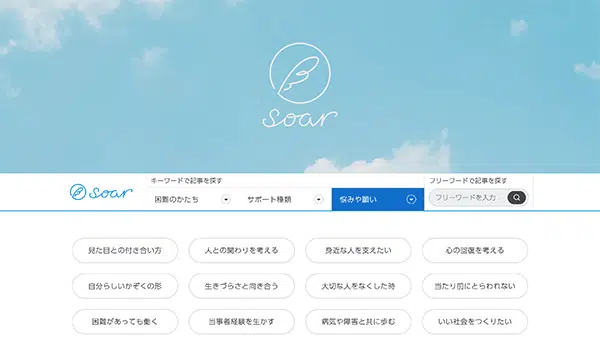 soar
キーワードで記事を探す
フリーワードで記事を探す
soar
困難のかたち
サポート種類
悩みや願い
フリーワードを入力
見た目との付き合い方
人との関わりを考える
身近な人を支えたい
心の回復を考える
自分らしいかぞくの形
生きづらさと向き合う
大切な人をなくした時
当たり前にとらわれない
困難があっても働く
当事者経験を生かす
病気や障害と共に歩む
いい社会をつくりたい